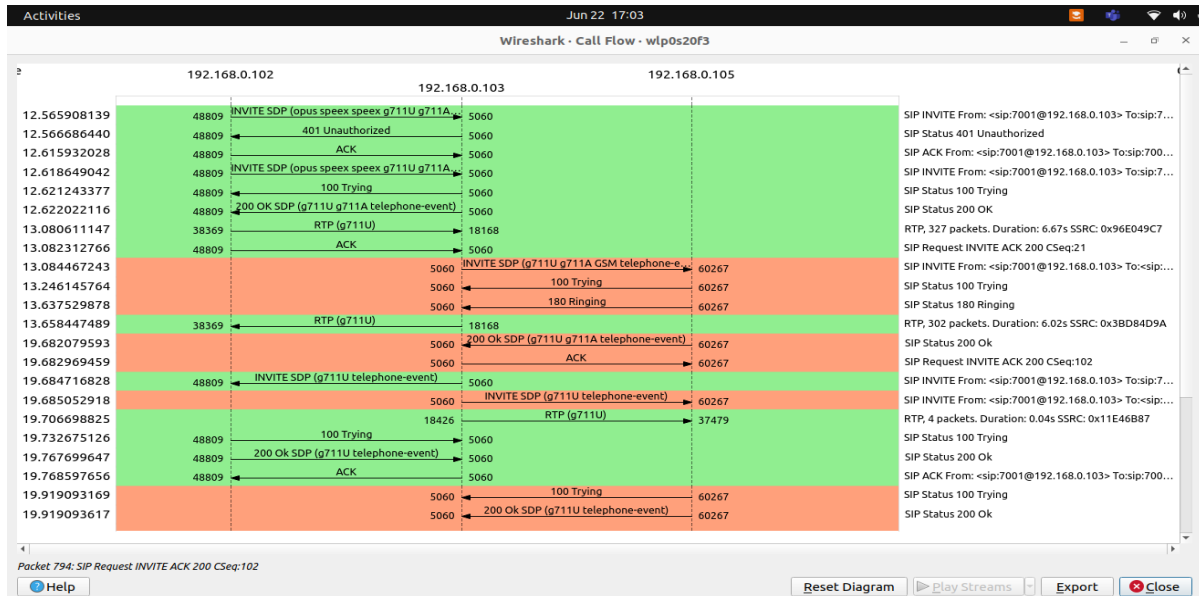 Activities Jun 22 17:03
Wireshark · Call Flow · wlp0s20f3
192.168.0.102 192.168.0.105
192.168.0.103
12.565908139 48809 INVITE SDP (opus speex speex g711U g711A... 5060 SIP INVITE From: <sip:7001@192.168.0.103> To:sip:7...
12.566686440 48809 401 Unauthorized 5060 SIP Status 401 Unauthorized
12.615932028 48809 ACK 5060 SIP ACK From: <sip:7001@192.168.0.103> To:sip:700...
12.618649042 48809 INVITE SDP (opus speex speex g711U g711A... 5060 SIP INVITE From: <sip:7001@192.168.0.103> To:sip:7...
12.621243377 48809 100 Trying 5060 SIP Status 100 Trying
12.622022116 48809 200 OK SDP (g711U g711A telephone-event) 5060 SIP Status 200 OK
13.080611147 38369 RTP (g711U) 18168 RTP, 327 packets. Duration: 6.67s SSRC: 0x96E049C7
13.082312766 48809 ACK 5060 SIP Request INVITE ACK 200 CSeq:21
13.084467243 5060 INVITE SDP (g711U g711A GSM telephone-e... 60267 SIP INVITE From: <sip:7001@192.168.0.103> To:<sip:...
13.246145764 5060 100 Trying 60267 SIP Status 100 Trying
13.637529878 5060 180 Ringing 60267 SIP Status 180 Ringing
13.658447489 38369 RTP (g711U) 18168 RTP, 302 packets. Duration: 6.02s SSRC: 0x3BD84D9A
19.682079593 5060 200 Ok SDP (g711U g711A telephone-event) 60267 SIP Status 200 Ok
19.682969459 5060 ACK 60267 SIP Request INVITE ACK 200 CSeq:102
19.684716828 48809 INVITE SDP (g711U telephone-event) 5060 SIP INVITE From: <sip:7001@192.168.0.103> To:sip:7...
19.685052918 5060 INVITE SDP (g711U telephone-event) 60267 SIP INVITE From: <sip:7001@192.168.0.103> To:<sip:...
19.706698825 18426 RTP (g711U) 37479 RTP, 4 packets. Duration: 0.04s SSRC: 0x11E46B87
19.732675126 48809 100 Trying 5060 SIP Status 100 Trying
19.767699647 48809 200 Ok SDP (g711U telephone-event) 5060 SIP Status 200 Ok
19.768597656 48809 ACK 5060 SIP ACK From: <sip:7001@192.168.0.103> To:sip:700...
19.919093169 5060 100 Trying 60267 SIP Status 100 Trying
19.919093617 5060 200 Ok SDP (g711U telephone-event) 60267 SIP Status 200 Ok
Packet 794: SIP Request INVITE ACK 200 CSeq:102
Help Reset Diagram Play Streams Export Close